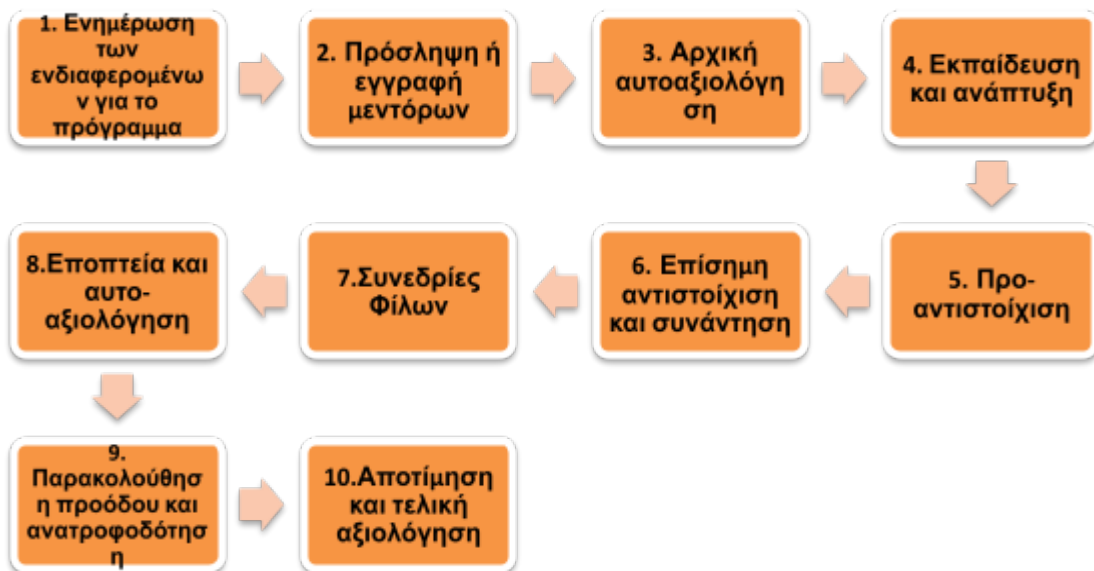 1. Ενημέρωση
των
ενδιαφερομένω
ν για το
πρόγραμμα
2. Πρόσληψη ή
εγγραφή
μεντόρων
3. Αρχική
αυτοαξιολόγη
ση
4. Εκπαίδευση
και ανάπτυξη
5. Προ-
αντιστοίχιση
6. Επίσημη
αντιστοίχιση
και συνάντηση
7.Συνεδρίες
Φίλων
8.Εποπτεία και
αυτο-
αξιολόγηση
9.
Παρακολούθησ
η προόδου και
ανατροφοδότησ
η
10.Αποτίμηση
και τελική
αξιολόγηση